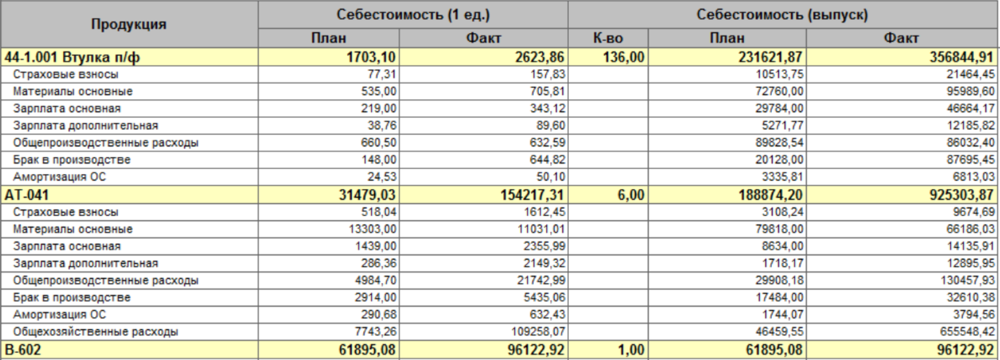 Продукция Себестоимость (1 ед.) Себестоимость (выпуск)
План Факт К-во План Факт
44-1.001 Втулка п/ф 1703,10 2623,86 136,00 231621,87 356844,91
Страховые взносы 77,31 157,83 10513,75 21464,45
Материалы основные 535,00 705,81 72760,00 95989,60
Зарплата основная 219,00 343,12 29784,00 46664,17
Зарплата дополнительная 38,76 89,60 5271,77 12185,82
Общепроизводственные расходы 660,50 632,59 89828,54 86032,40
Брак в производстве 148,00 644,82 20128,00 87695,45
Амортизация ОС 24,53 50,10 3335,81 6813,03
АТ-041 31479,03 154217,31 6,00 188874,20 925303,87
Страховые взносы 518,04 1612,45 3108,24 9674,69
Материалы основные 13303,00 11031,01 79818,00 66186,03
Зарплата основная 1439,00 2355,99 8634,00 14135,91
Зарплата дополнительная 286,36 2149,32 1718,17 12895,95
Общепроизводственные расходы 4984,70 21742,99 29908,18 130457,93
Брак в производстве 2914,00 5435,06 17484,00 32610,38
Амортизация ОС 290,68 632,43 1744,07 3794,56
Общехозяйственные расходы 7743,26 109258,07 46459,55 655548,42
В-602 61895,08 96122,92 1,00 61895,08 96122,92